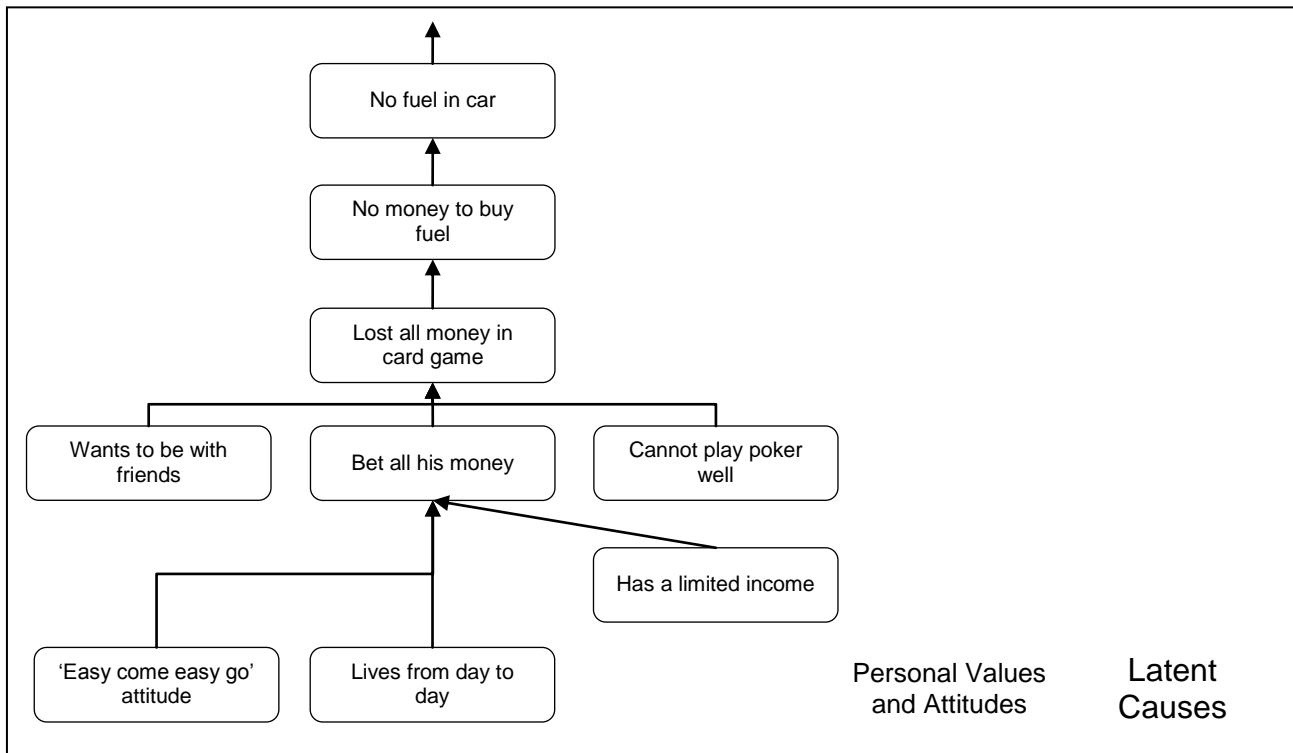 No fuel in car
No money to buy
fuel
Lost all money in
card game
Wants to be with
friends
Bet all his money
Cannot play poker
well
Has a limited income
‘Easy come easy go’
attitude
Lives from day to
day
Personal Values
and Attitudes
Latent
Causes